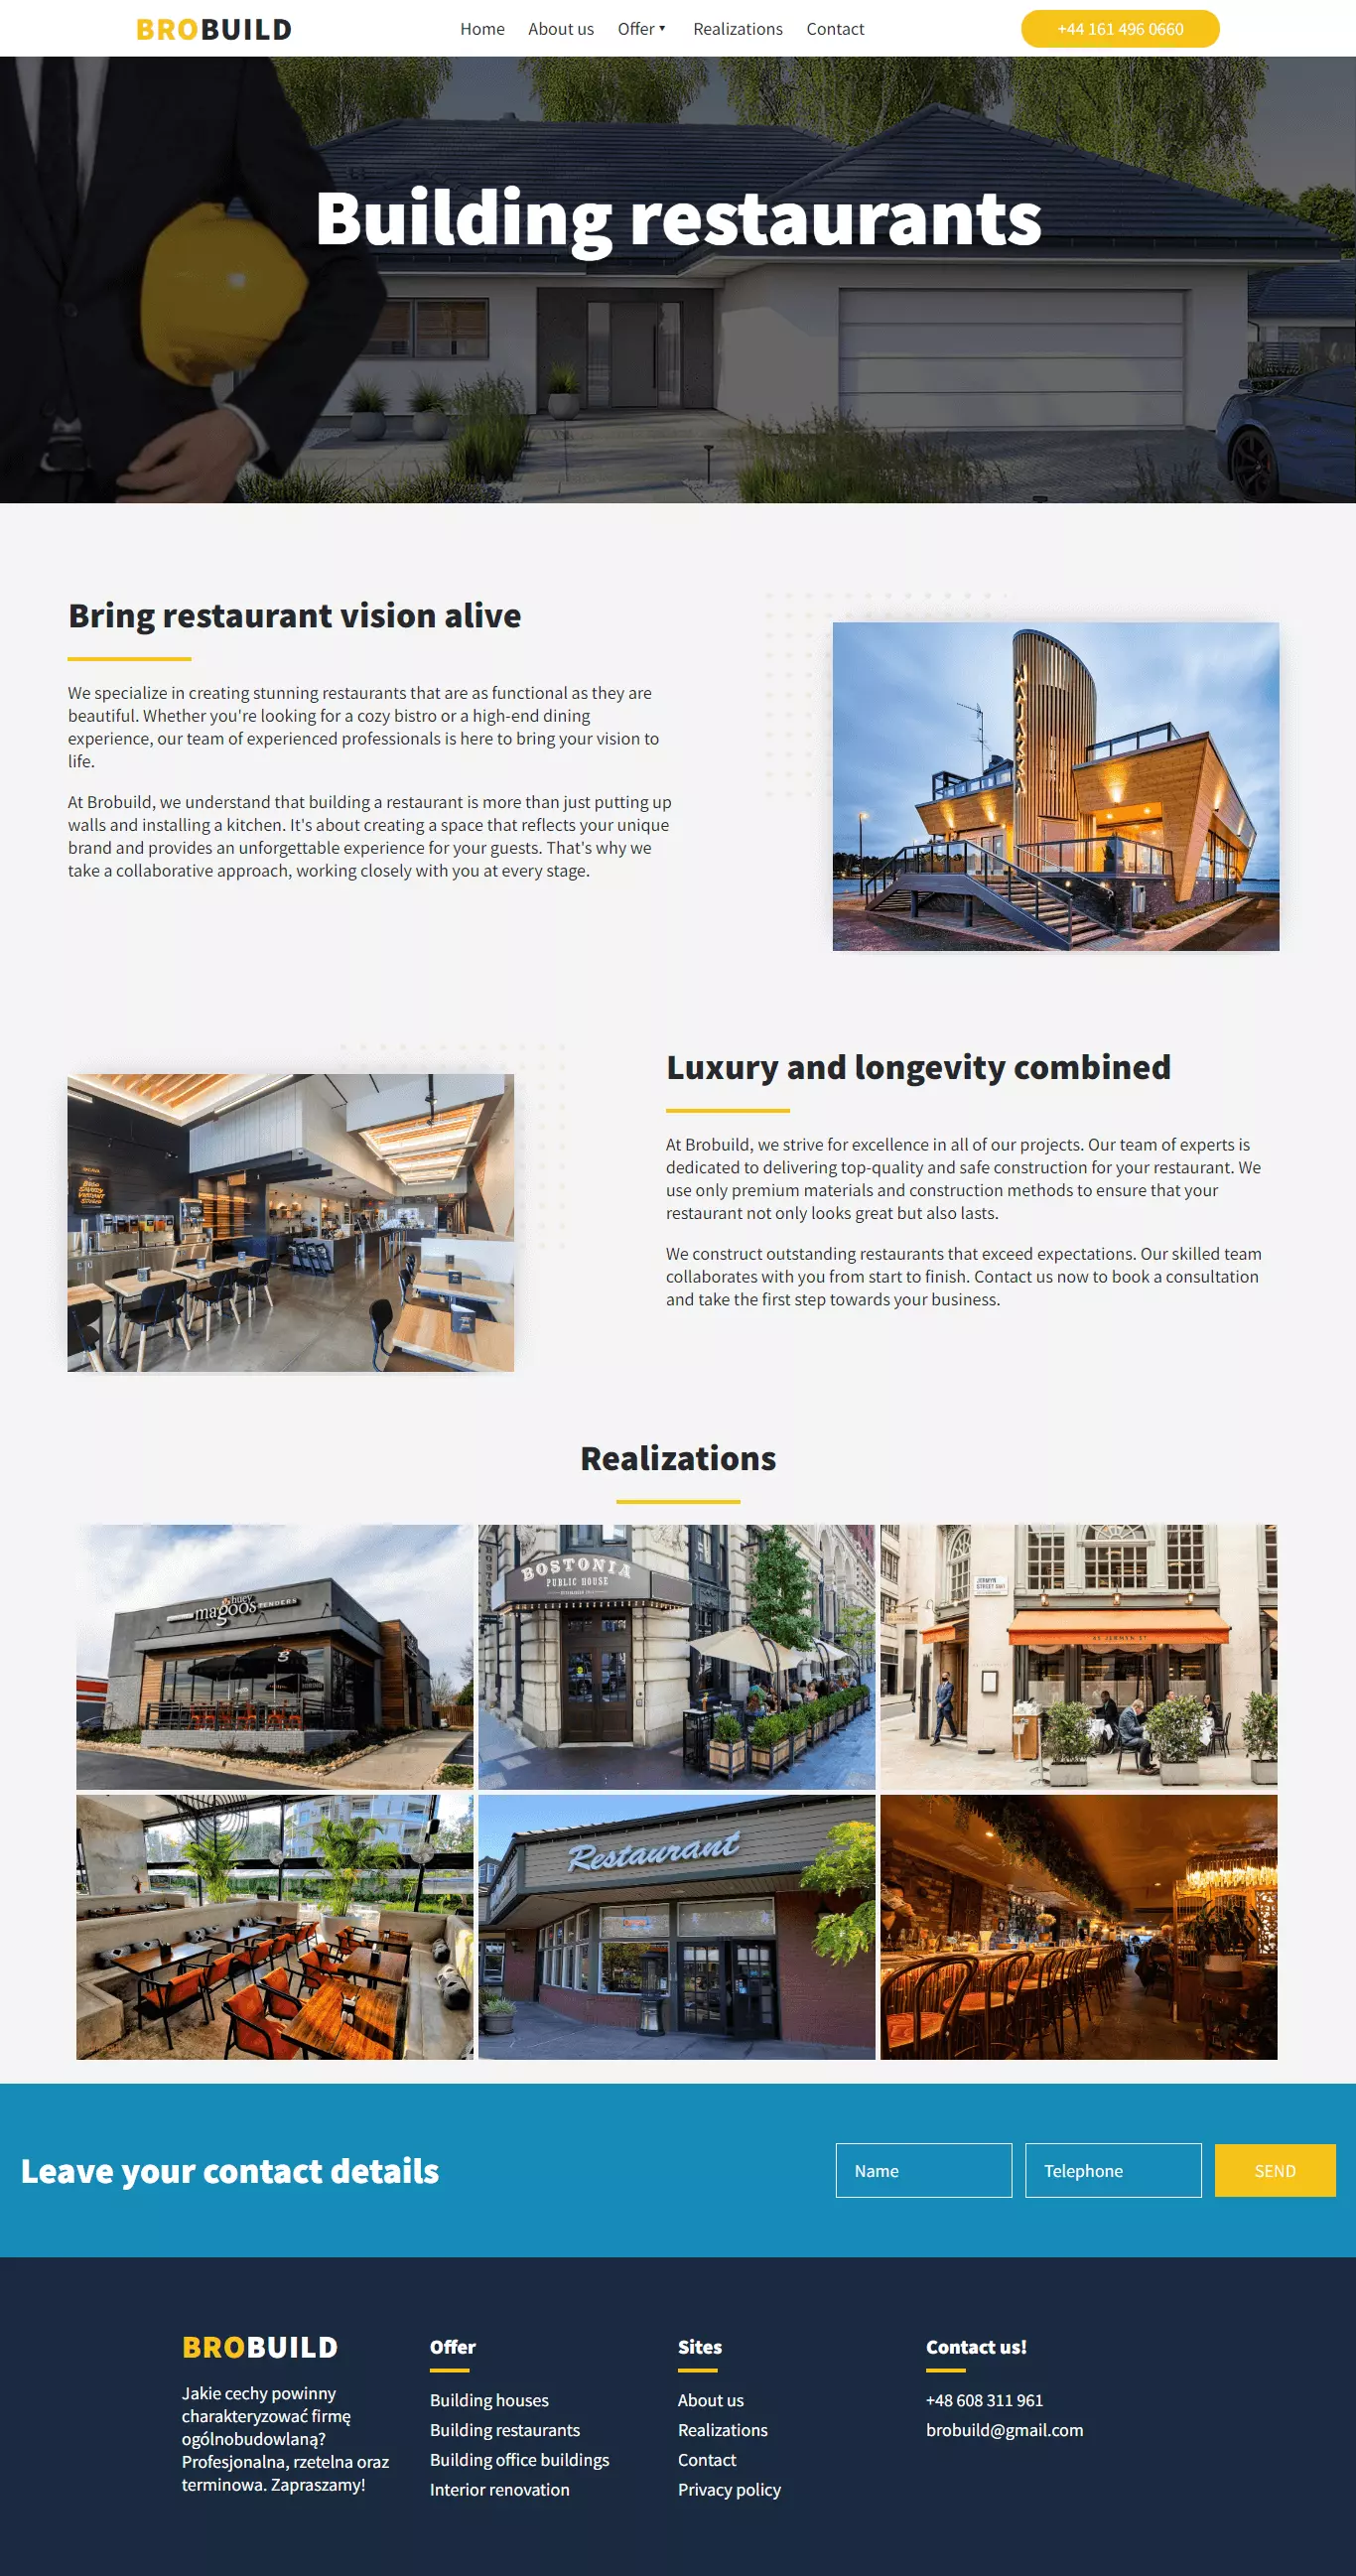 BROBUILD
Home About us Offer Realizations Contact
+44 161 496 0660
Building restaurants
Bring restaurant vision alive
We specialize in creating stunning restaurants that are as functional as they are
beautiful. Whether you're looking for a cozy bistro or a high-end dining
experience, our team of experienced professionals is here to bring your vision to
life.
At Brobuild, we understand that building a restaurant is more than just putting up
walls and installing a kitchen. It's about creating a space that reflects your unique
brand and provides an unforgettable experience for your guests. That's why we
take a collaborative approach, working closely with you at every stage.
Luxury and longevity combined
At Brobuild, we strive for excellence in all of our projects. Our team of experts is
dedicated to delivering top-quality and safe construction for your restaurant. We
use only premium materials and construction methods to ensure that your
restaurant not only looks great but also lasts.
We construct outstanding restaurants that exceed expectations. Our skilled team
collaborates with you from start to finish. Contact us now to book a consultation
and take the first step towards your business.
Realizations
huey
magoos TENDERS
BOSTONIA
PUBLIC HOUSE
JERMYN
STREET SW1
Restaurant
Leave your contact details
Name
Telephone
SEND
BROBUILD
Jakie cechy powinny
charakteryzować firmę
ogólnobudowlaną?
Profesjonalna, rzetelna oraz
terminowa. Zapraszamy!
Offer
Building houses
Building restaurants
Building office buildings
Interior renovation
Sites
About us
Realizations
Contact
Privacy policy
Contact us!
+48 608 311 961
brobuild@gmail.com